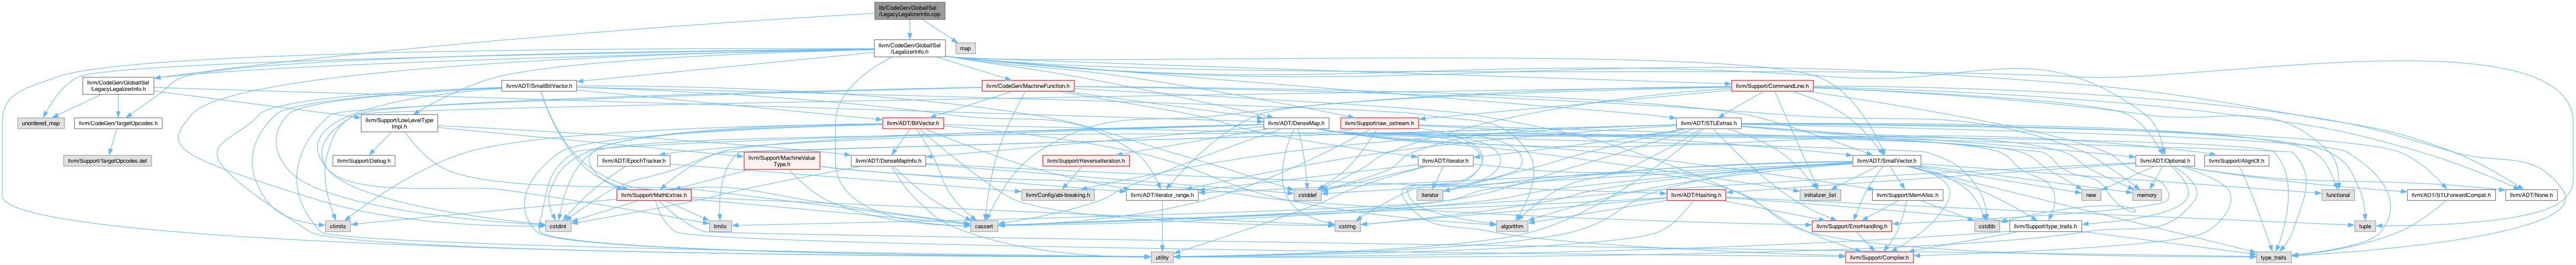 lib/CodeGen/GlobalISel
/LegacyLegalizerInfo.cpp
llvm/CodeGen/GlobalISel
/LegalizerInfo.h
map
llvm/CodeGen/GlobalISel
/LegacyLegalizerInfo.h
llvm/ADT/SmallBitVector.h
llvm/CodeGen/MachineFunction.h
llvm/Support/CommandLine.h
unordered_map
llvm/CodeGen/TargetOpcodes.h
llvm/Support/LowLevelType
Impl.h
llvm/ADT/BitVector.h
llvm/ADT/DenseMap.h
llvm/Support/raw_ostream.h
llvm/ADT/STLExtras.h
llvm/Support/TargetOpcodes.def
llvm/Support/Debug.h
llvm/Support/MachineValue
Type.h
llvm/ADT/EpochTracker.h
llvm/ADT/DenseMapInfo.h
llvm/Support/ReverseIteration.h
llvm/ADT/iterator.h
llvm/ADT/SmallVector.h
llvm/Support/AlignOf.h
llvm/ADT/Optional.h
llvm/Support/MathExtras.h
llvm/Config/abi-breaking.h
llvm/ADT/iterator_range.h
cstddef
iterator
llvm/ADT/Hashing.h
initializer_list
llvm/Support/MemAlloc.h
new
memory
functional
llvm/ADT/STLForwardCompat.h
llvm/ADT/None.h
climits
cstdint
limits
cassert
cstring
algorithm
llvm/Support/ErrorHandling.h
cstdlib
llvm/Support/type_traits.h
tuple
utility
llvm/Support/Compiler.h
type_traits